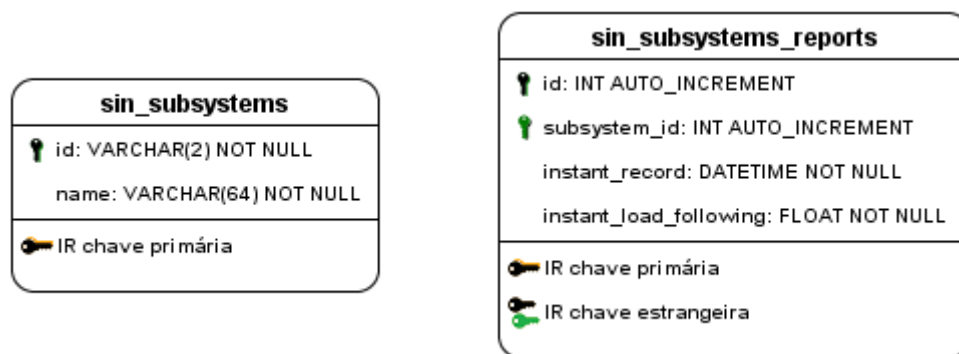 sin_subsystems
id: VARCHAR(2) NOT NULL
name: VARCHAR(64) NOT NULL
IR chave primária
sin_subsystems_reports
id: INT AUTO_INCREMENT
subsystem_id: INT AUTO_INCREMENT
instant_record: DATETIME NOT NULL
instant_load_following: FLOAT NOT NULL
IR chave primária
IR chave estrangeira